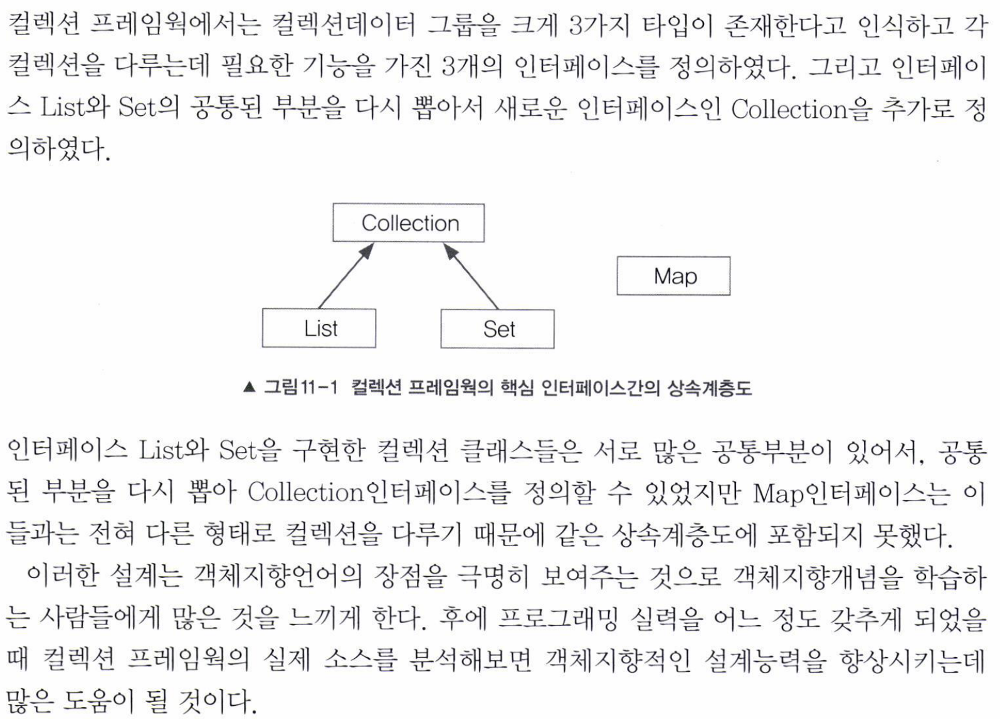 컬렉션 프레임웍에서는 컬렉션데이터 그룹을 크게 3가지 타입이 존재한다고 인식하고 각
컬렉션을 다루는데 필요한 기능을 가진 3개의 인터페이스를 정의하였다. 그리고 인터페이
스 List와 Set의 공통된 부분을 다시 뽑아서 새로운 인터페이스인 Collection을 추가로 정
의하였다.
Collection
Map
List
Set
▲ 그림11-1 컬렉션 프레임웍의 핵심 인터페이스간의 상속계층도
인터페이스 List와 Set을 구현한 컬렉션 클래스들은 서로 많은 공통부분이 있어서, 공통
된 부분을 다시 뽑아 Collection인터페이스를 정의할 수 있었지만 Map인터페이스는 이
들과는 전혀 다른 형태로 컬렉션을 다루기 때문에 같은 상속계층도에 포함되지 못했다.
이러한 설계는 객체지향언어의 장점을 극명히 보여주는 것으로 객체지향개념을 학습하
는 사람들에게 많은 것을 느끼게 한다. 후에 프로그래밍 실력을 어느 정도 갖추게 되었을
때 컬렉션 프레임웍의 실제 소스를 분석해보면 객체지향적인 설계능력을 향상시키는데
많은 도움이 될 것이다.